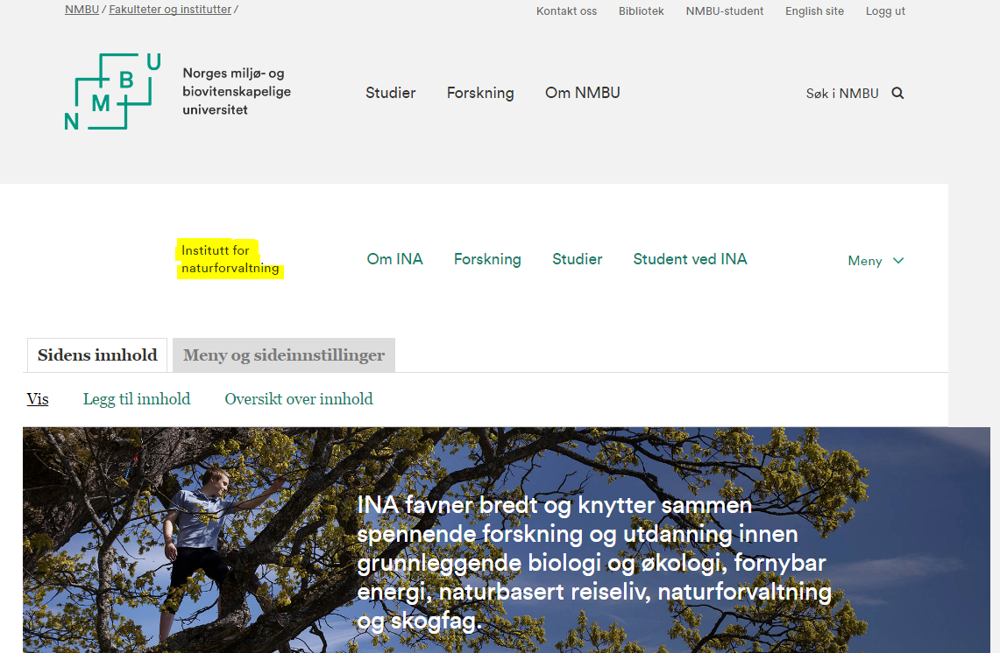 NMBU / Fakulteter og institutter /
Kontakt oss Bibliotek NMBU-student English site Logg ut
U
B
M
N
Norges miljø- og
biovitenskapelige
universitet
Studier Forskning Om NMBU
Søk i NMBU
Institutt for
naturforvaltning
Om INA Forskning Studier Student ved INA
Meny
Sidens innhold Meny og sideinnstillinger
Vis Legg til innhold Oversikt over innhold
INA favner bredt og knytter sammen
spennende forskning og utdanning innen
grunnleggende biologi og økologi, fornybar
energi, naturbasert reiseliv, naturforvaltning
og skogfag.